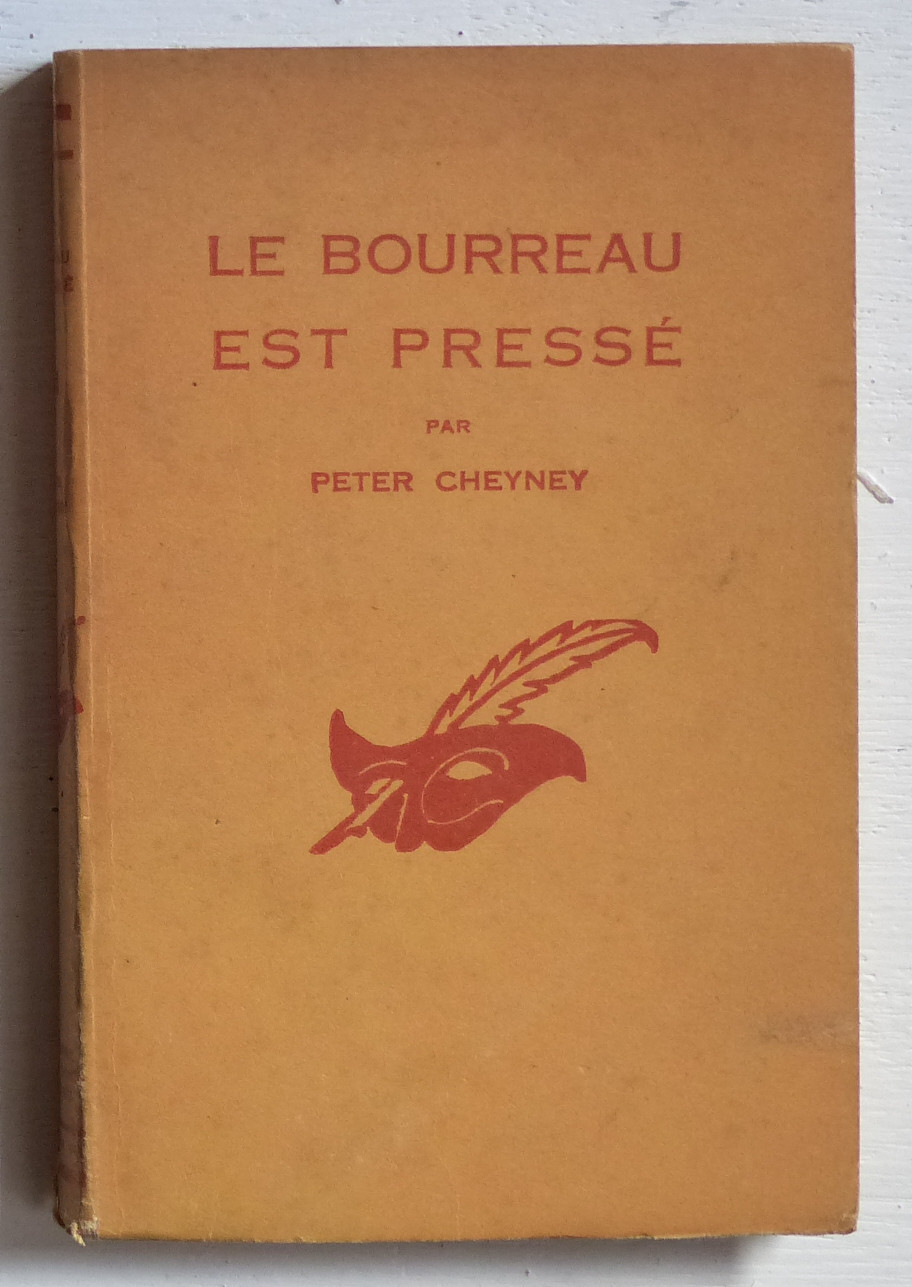 LE BOURREAU
EST PRESSÉ
PAR
PETER CHEYNEY